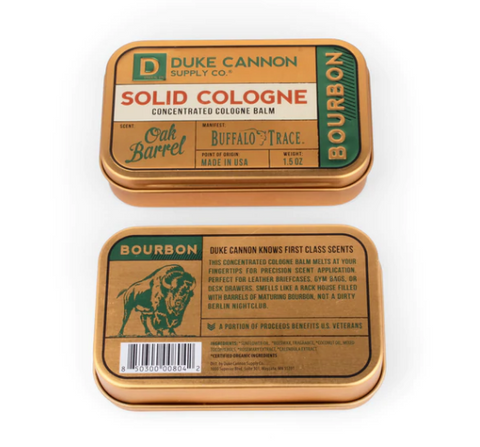 DUKE CANNON
SUPPLY CO.®
SOLID COLOGNE
CONCENTRATED COLOGNE BALM
SCENT:
Oak
Barrel
MANIFEST:
BUFFALO TRACE.
POINT OF ORIGIN
MADE IN USA
WEIGHT:
1.5 OZ
BOURBON
BOURBON
DUKE CANNON KNOWS FIRST CLASS SCENTS
THIS CONCENTRATED COLOGNE BALM MELTS AT YOUR
FINGERTIPS FOR PRECISION SCENT APPLICATION.
PERFECT FOR LEATHER BRIEFCASES, GYM BAGS, OR
DESK DRAWERS. SMELLS LIKE A RACK HOUSE FILLED
WITH BARRELS OF MATURING BOURBON, NOT A DIRTY
BERLIN NIGHTCLUB.
A PORTION OF PROCEEDS BENEFITS US VETERANS
INGREDIENTS:
*CERTIFIED ORGANIC INGREDIENTS
8 50300 00804 2